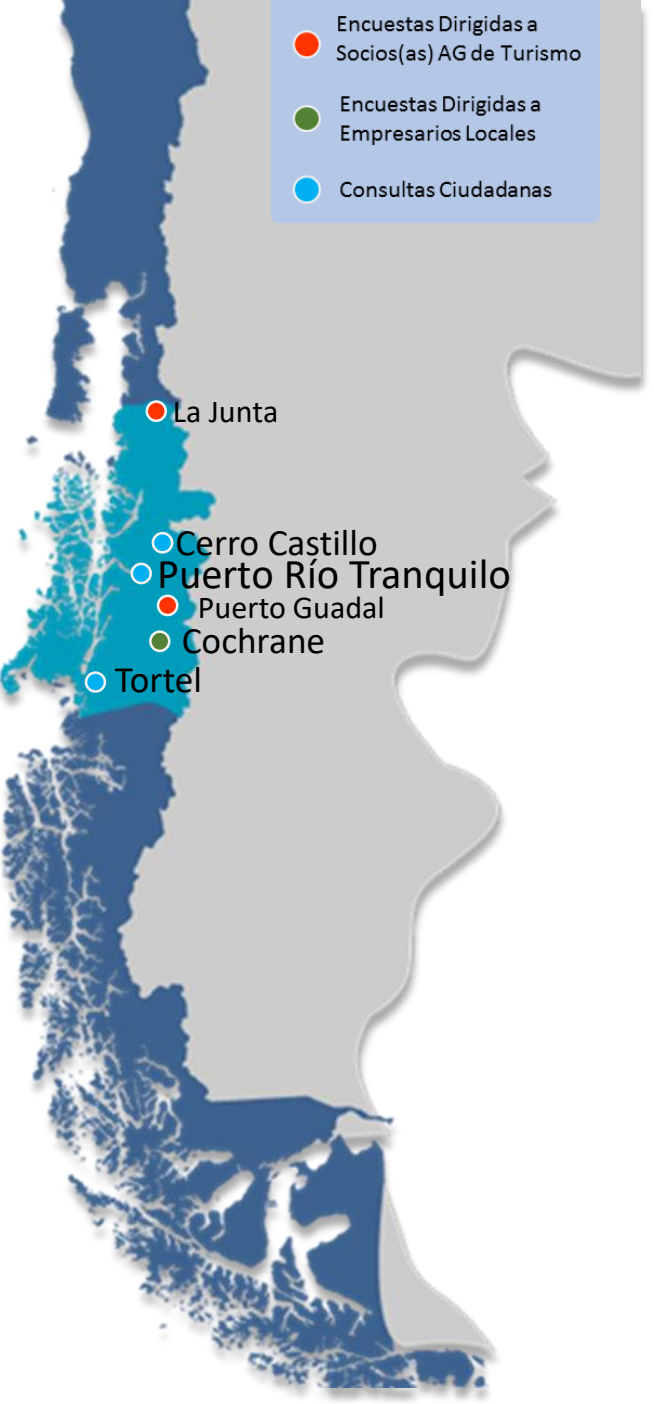 Encuestas Dirigidas a
Socios(as) AG de Turismo
Encuestas Dirigidas a
Empresarios Locales
Consultas Ciudadanas
La Junta
Cerro Castillo
Puerto Río Tranquilo
Puerto Guadal
Cochrane
Tortel